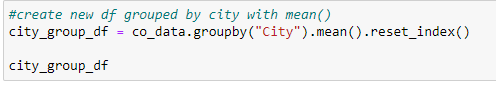 #create new df grouped by city with mean()
city_group_df = co_data.groupby("City").mean().reset_index()
city_group_df